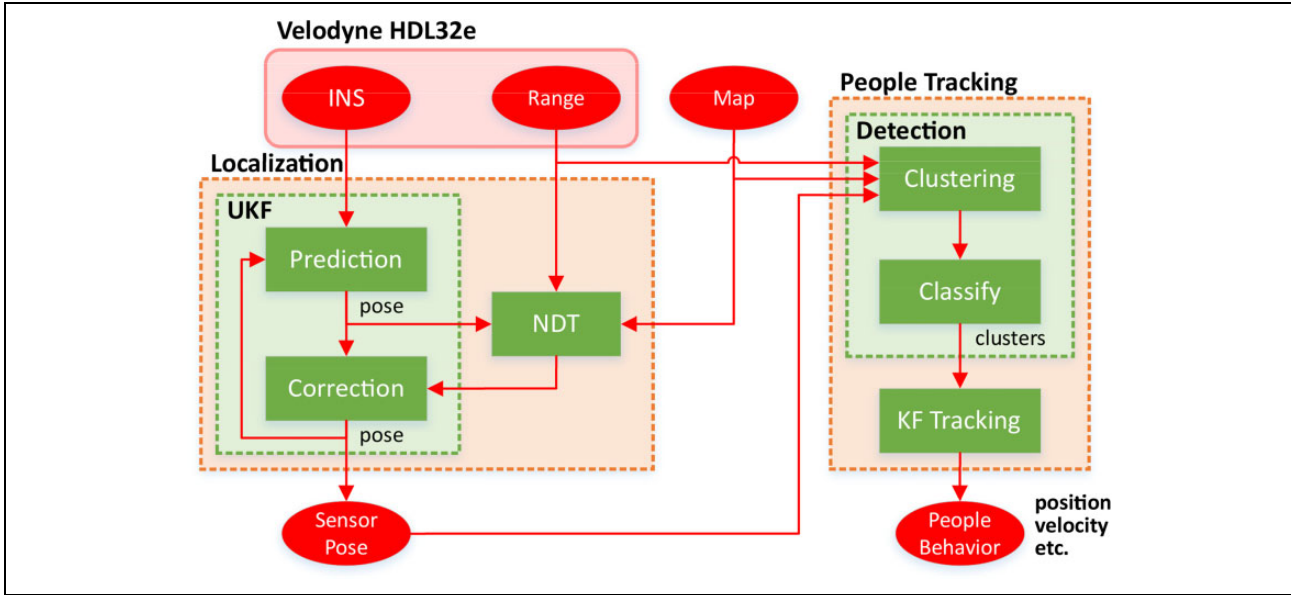 Velodyne HDL32e
INS
Range
Map
People Tracking
Detection
Clustering
Localization
UKF
Prediction
Classify
pose
NDT
clusters
Correction
KF Tracking
pose
Sensor
Pose
People
Behavior
position
velocity
etc.